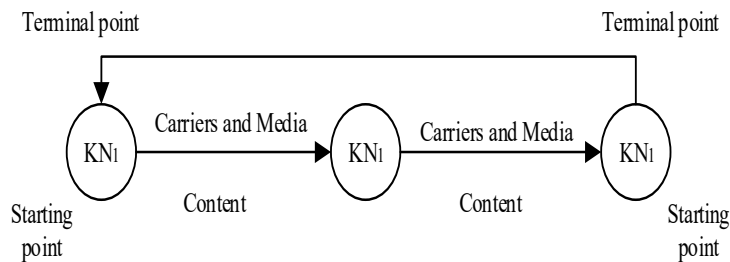 Terminal point
Terminal point
Carriers and Media
Carriers and Media
KN1
KN1
KN1
Content
Content
Starting
point
Starting
point